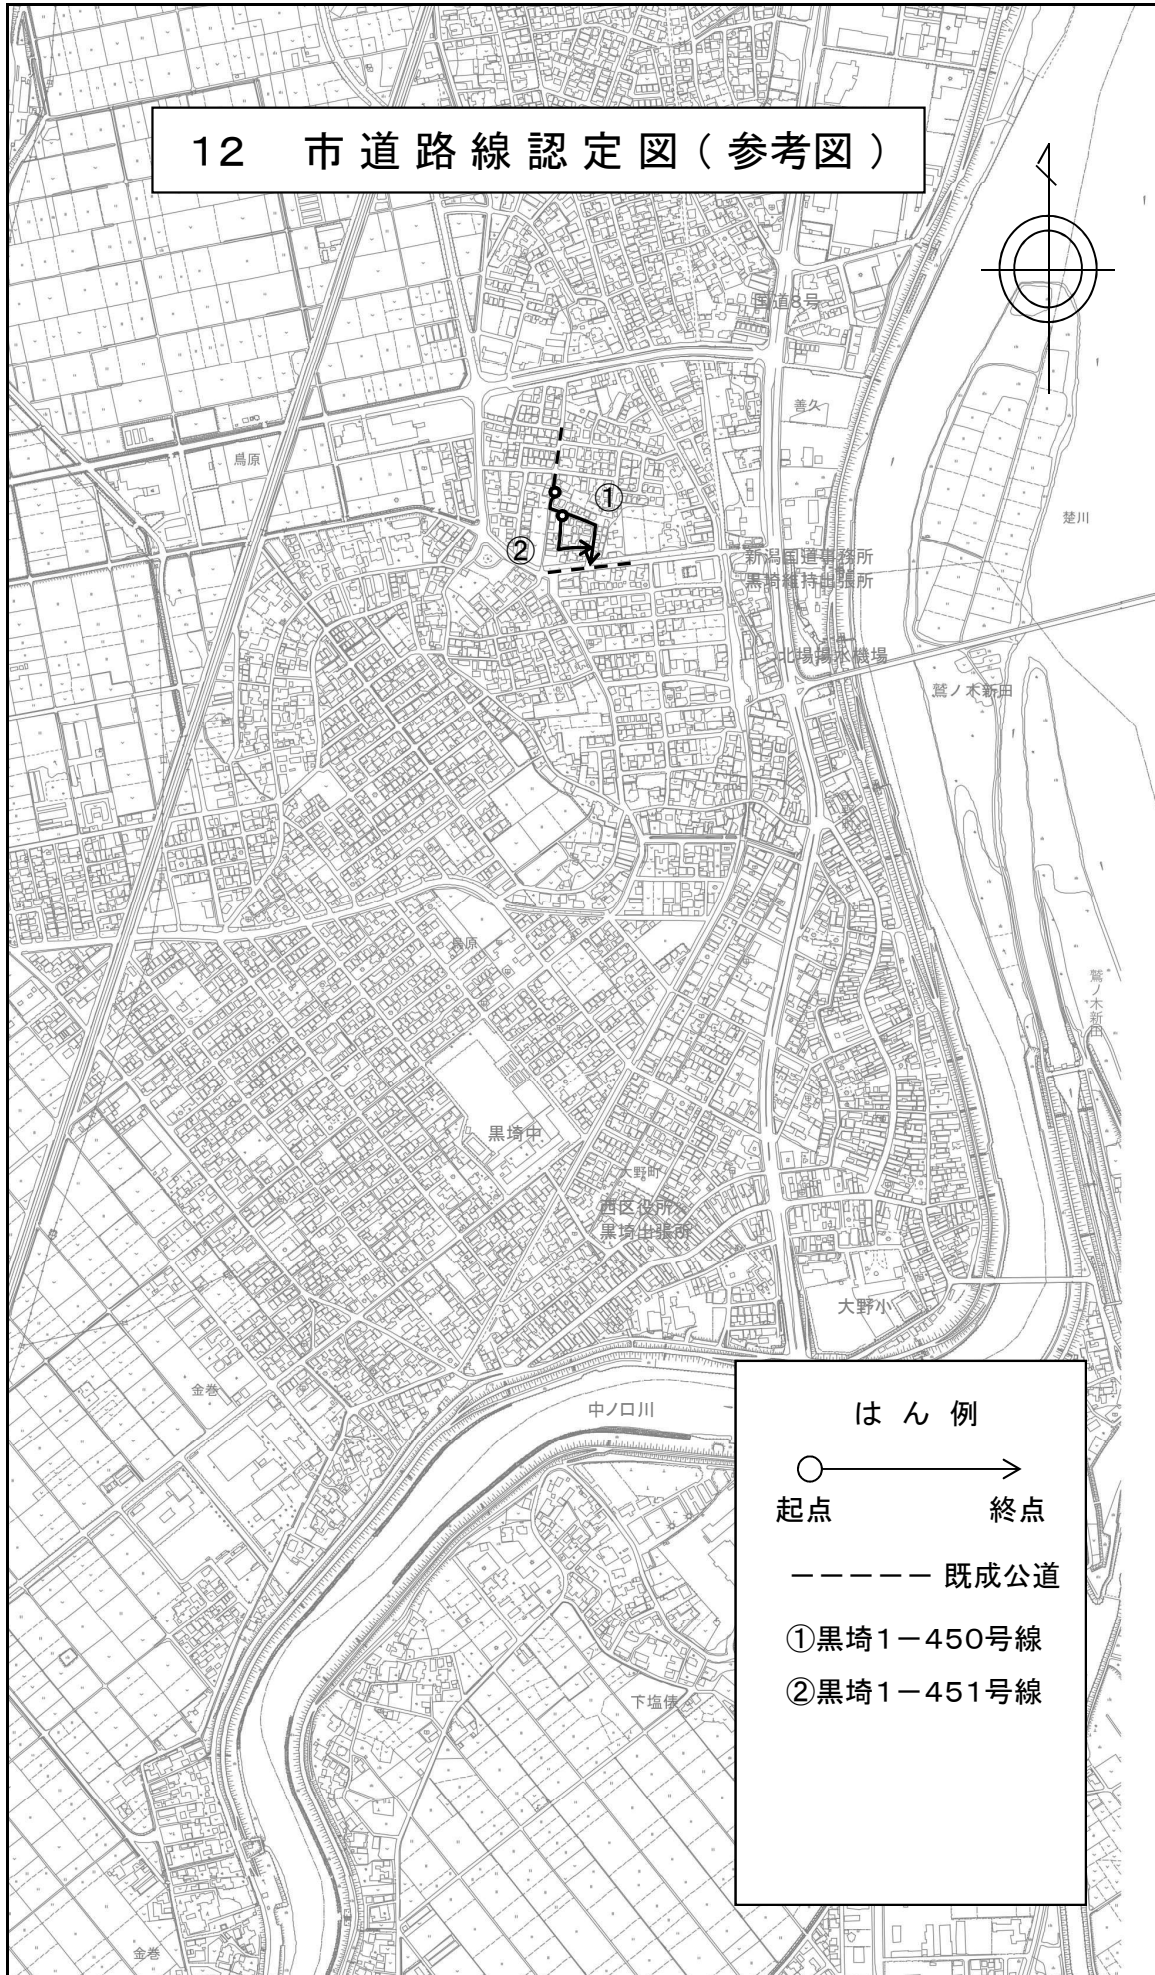 12 市道路線認定図(参考図)
国道8号
善久
鳥原
楚川
①
②
新潟国道事務所
黒埼維持出張所
北場揚水機場
鷲ノ木新田
鳥原
鷲ノ木新田
黒埼中
大野町
西区役所
黒埼出張所
大野小
金巻
中ノ口川
下塩俵
金巻
はん例
起点 終点
----- 既成公道
①黒埼1-450号線
②黒埼1-451号線